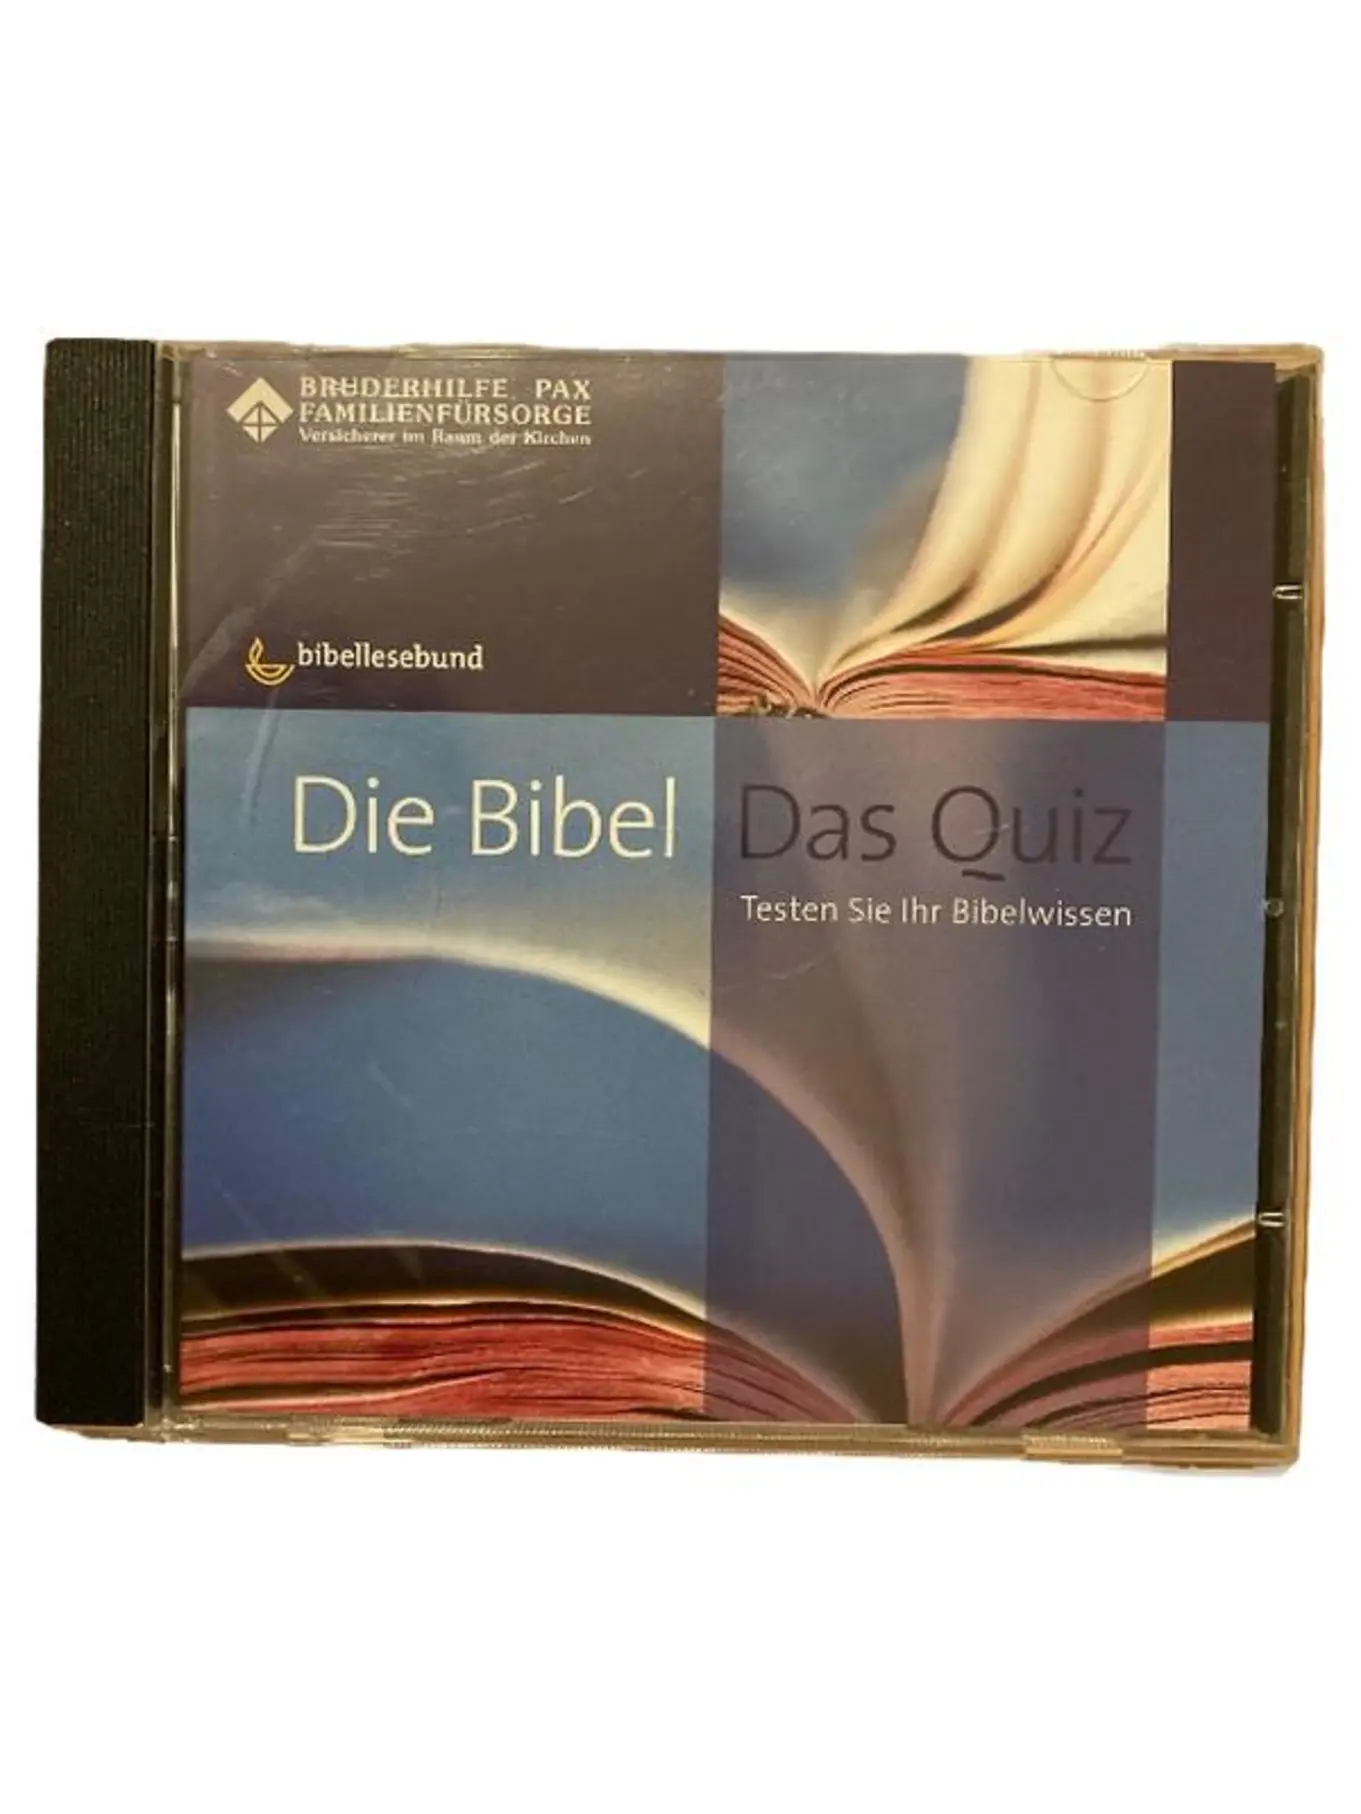 BRUDERHILFE PAX
FAMILIENFÜRSORGE
Versicherer im Raum der Kirchen
bibellesebund
Die Bibel Das Quiz
Testen Sie Ihr Bibelwissen